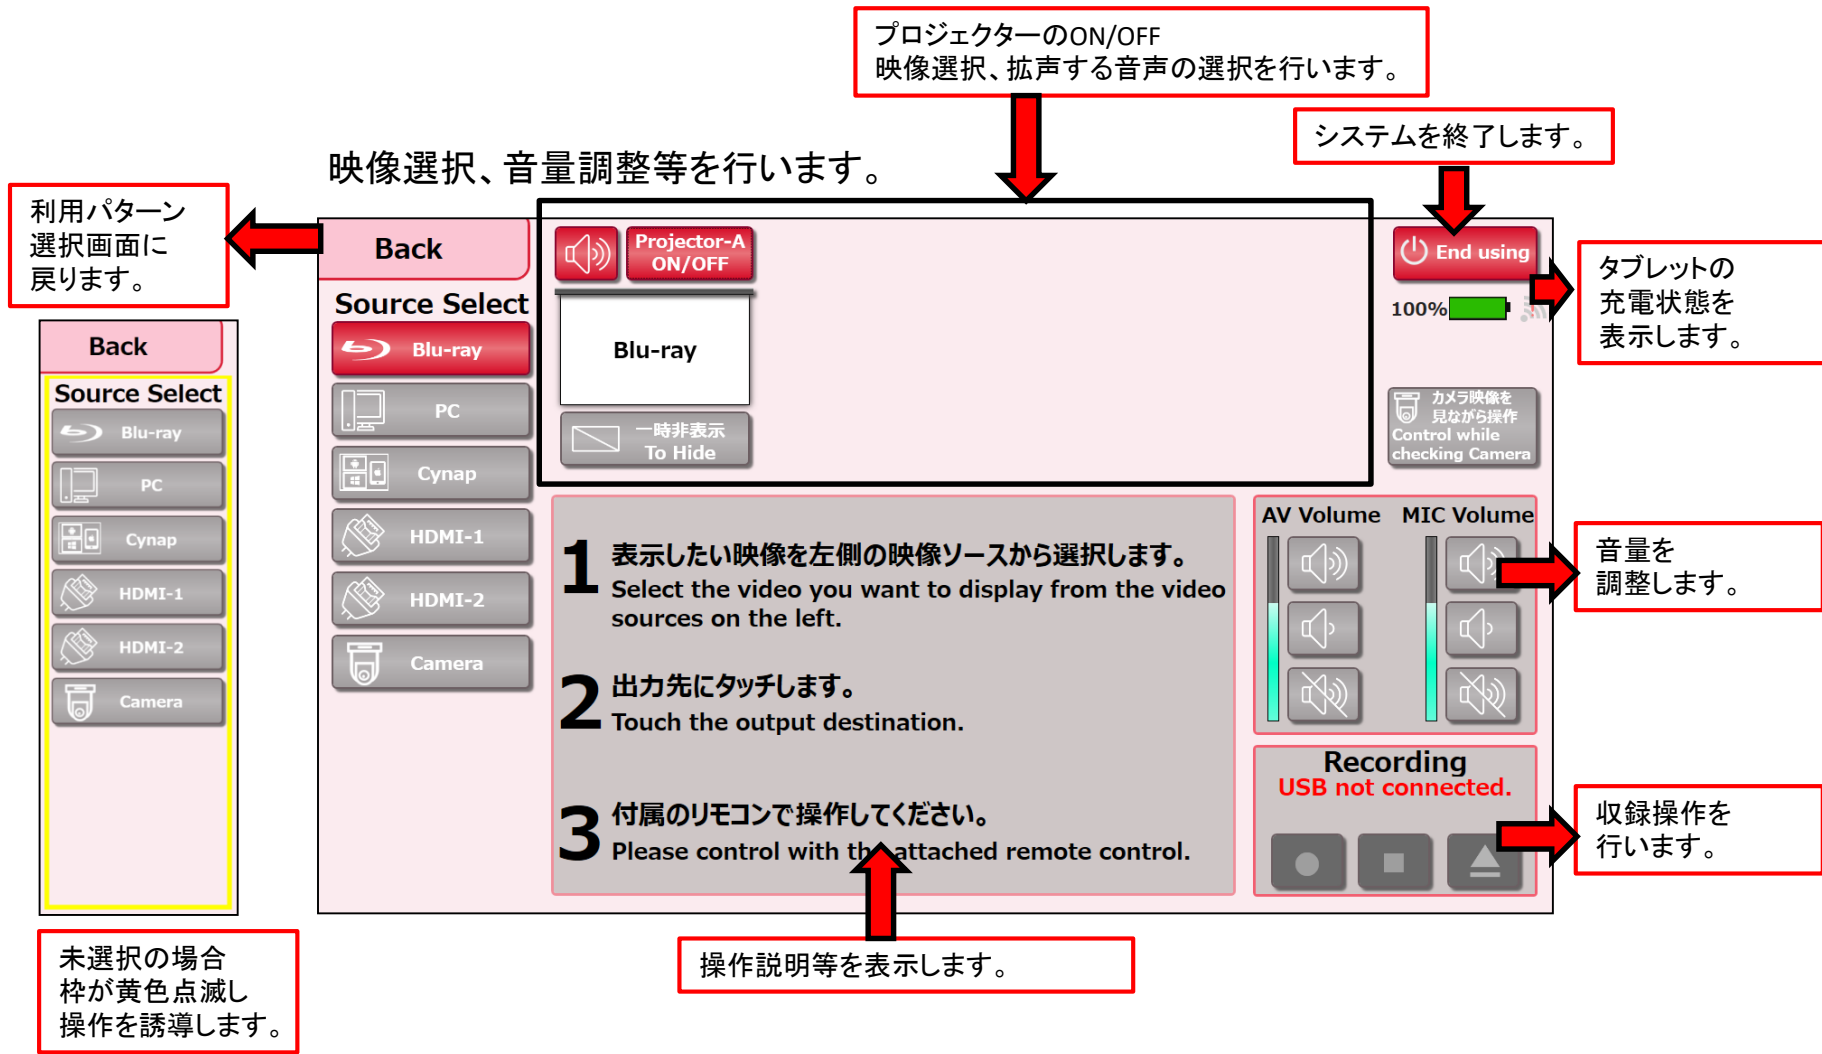 プロジェクターのON/OFF
映像選択、拡声する音声の選択を行います。
システムを終了します。
映像選択、音量調整等を行います。
利用パターン
選択画面に
戻ります。
Back
Source Select
Blu-ray
PC
Cynap
HDMI-1
HDMI-2
Camera
未選択の場合
枠が黄色点滅し
操作を誘導します。
Back
Source Select
Blu-ray
PC
Cynap
HDMI-1
HDMI-2
Camera
Projector-A
ON/OFF
Blu-ray
一時非表示
To Hide
End using
100%
タブレットの
充電状態を
表示します。
カメラ映像を
見ながら操作
Control while
checking Camera
1 表示したい映像を左側の映像ソースから選択します。
Select the video you want to display from the video
sources on the left.
2 出力先にタッチします。
Touch the output destination.
3 付属のリモコンで操作してください。
Please control with the attached remote control.
操作説明等を表示します。
AV Volume MIC Volume
音量を
調整します。
Recording
USB not connected.
収録操作を
行います。